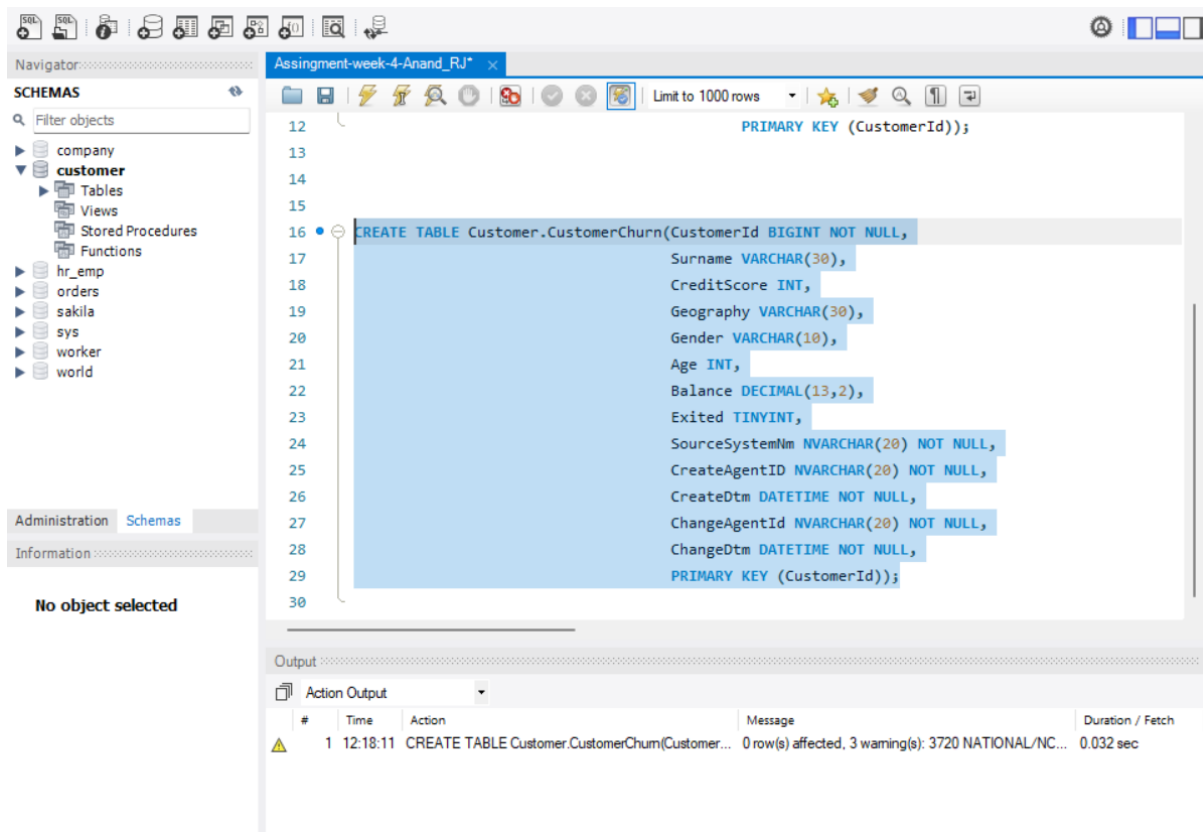 SQL SQL
Navigator
SCHEMAS
Filter objects
company
customer
Tables
Views
Stored Procedures
Functions
hr_emp
orders
sakila
sys
worker
world
Administration Schemas
Information
No object selected
Assingment-week-4-Anand_RJ*
Limit to 1000 rows
12 PRIMARY KEY (CustomerId));
13
14
15
16 CREATE TABLE Customer.CustomerChurn(CustomerId BIGINT NOT NULL,
17 Surname VARCHAR(30),
18 CreditScore INT,
19 Geography VARCHAR(30),
20 Gender VARCHAR(10),
21 Age INT,
22 Balance DECIMAL(13,2),
23 Exited TINYINT,
24 SourceSystemNm NVARCHAR(20) NOT NULL,
25 CreateAgentID NVARCHAR(20) NOT NULL,
26 CreateDtm DATETIME NOT NULL,
27 ChangeAgentId NVARCHAR(20) NOT NULL,
28 ChangeDtm DATETIME NOT NULL,
29 PRIMARY KEY (CustomerId));
30
Output
Action Output
# Time Action Message Duration / Fetch
1 12:18:11 CREATE TABLE Customer.CustomerChurn(Customer... 0 row(s) affected, 3 warning(s): 3720 NATIONAL/NC... 0.032 sec